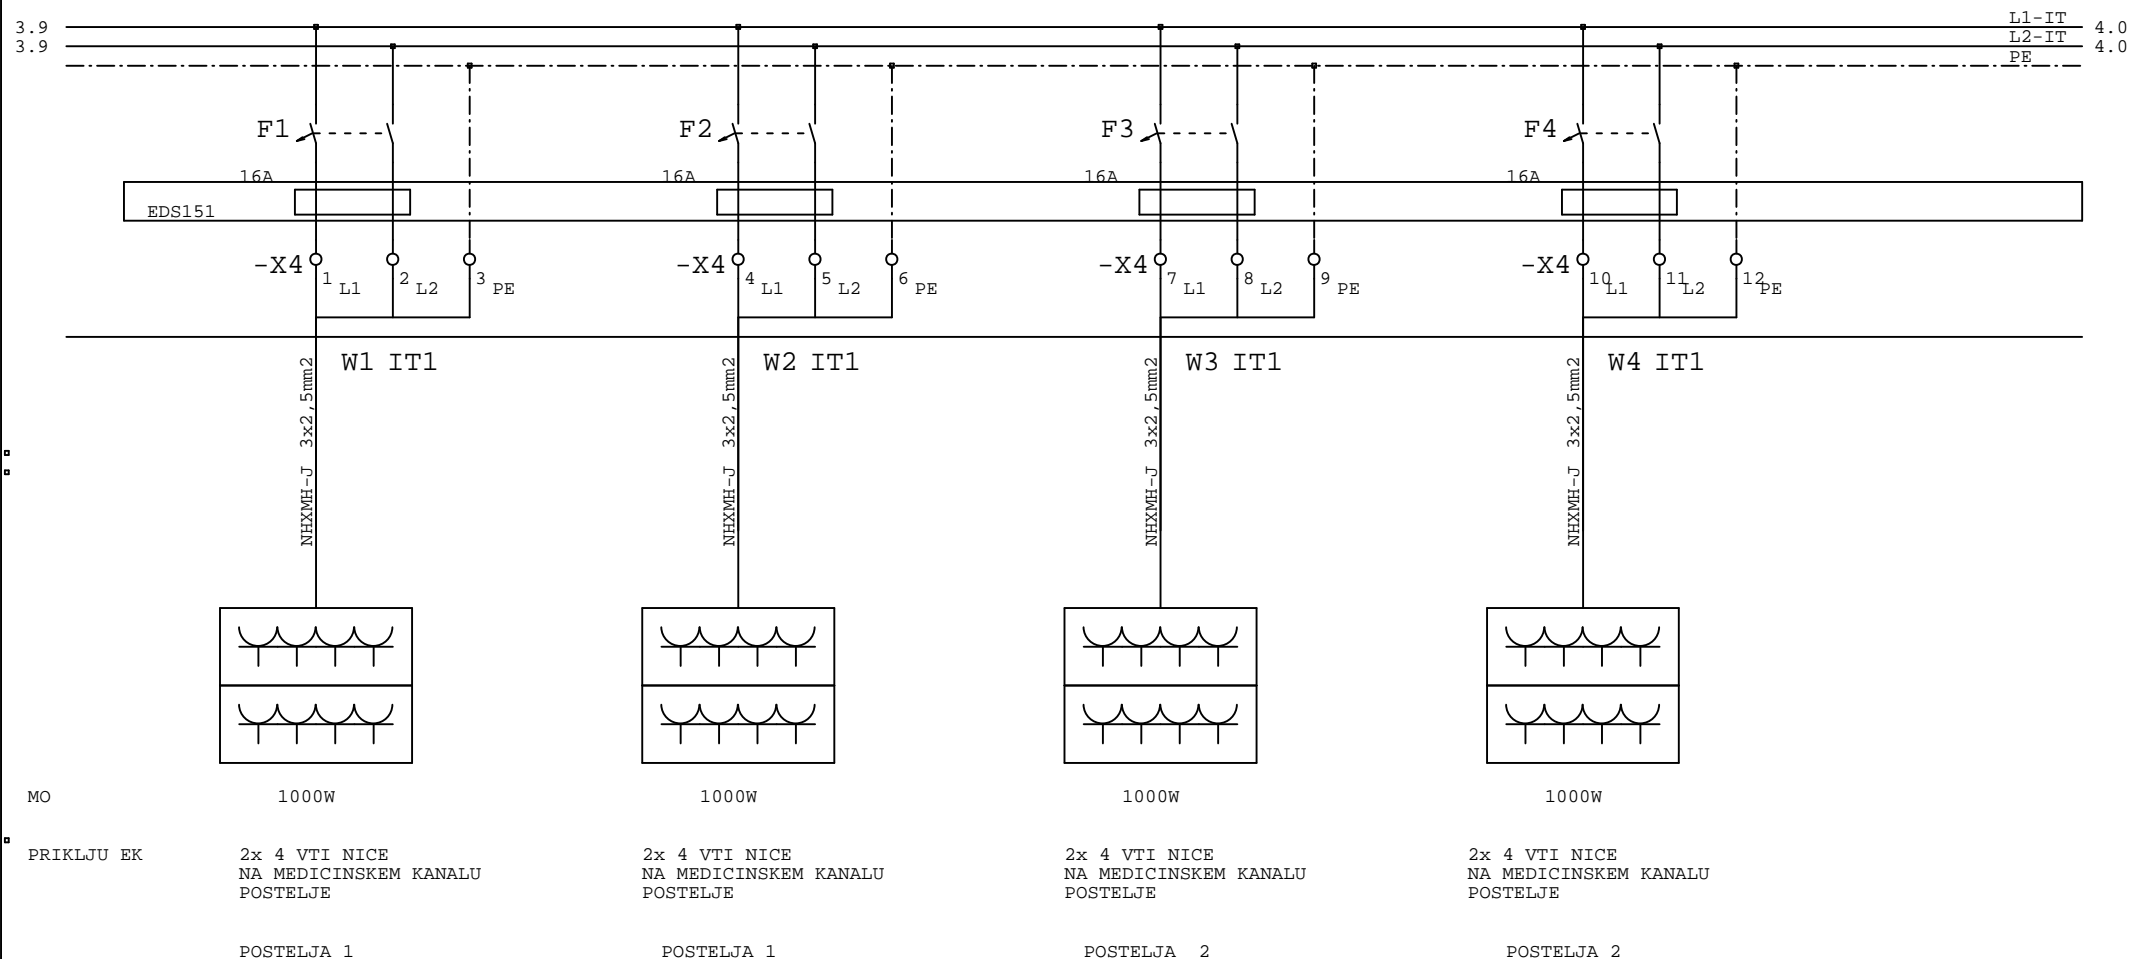 3.9 L1-IT 4.0
3.9 L2-IT 4.0
PE
F1 F2 F3 F4
16A 16A 16A 16A
EDS151
-X4 1 L1 2 L2 3 PE -X4 4 L1 5 L2 6 PE -X4 7 L1 8 L2 9 PE -X4 10 L1 11 L2 12 PE
W1 IT1 W2 IT1 W3 IT1 W4 IT1
NHXMH-J 3x2,5mm2 NHXMH-J 3x2,5mm2 NHXMH-J 3x2,5mm2 NHXMH-J 3x2,5mm2
MO 1000W 1000W 1000W 1000W
PRIKLJU EK 2x 4 VTI NICE 2x 4 VTI NICE 2x 4 VTI NICE 2x 4 VTI NICE
NA MEDICINSKEM KANALU NA MEDICINSKEM KANALU NA MEDICINSKEM KANALU NA MEDICINSKEM KANALU
POSTELJE POSTELJE POSTELJE POSTELJE
POSTELJA 1 POSTELJA 1 POSTELJA 2 POSTELJA 2